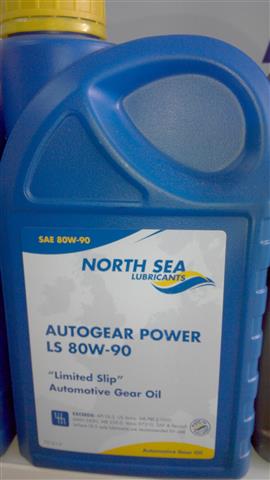 SAE 80W-90
NORTH SEA
LUBRICANTS
AUTOGEAR POWER
LS 80W-90
"Limited Slip"
Automotive Gear Oil
EXCEEDS:
Automotive Gear Oil